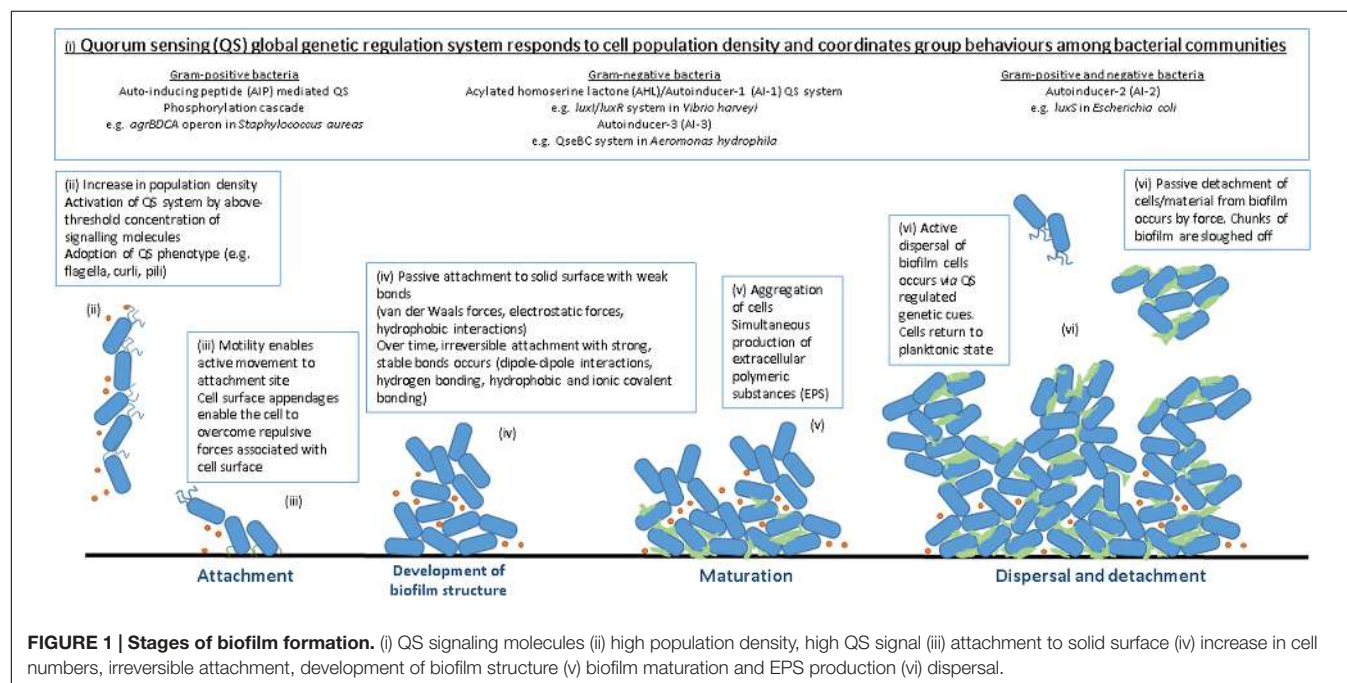 (i) Quorum sensing (QS) global genetic regulation system responds to cell population density and coordinates group behaviours among bacterial communities
Gram-positive bacteria
Auto-inducing peptide (AIP) mediated QS
Phosphorylation cascade
e.g. agrBDCA operon in Staphylococcus aureas
Gram-negative bacteria
Acylated homoserine lactone (AHL)/Autoinducer-1 (AI-1) QS system
e.g. luxI/luxR system in Vibrio harveyi
Autoinducer-3 (AI-3)
e.g. QseBC system in Aeromonas hydrophila
Gram-positive and negative bacteria
Autoinducer-2 (AI-2)
e.g. luxS in Escherichia coli
(ii) Increase in population density
Activation of QS system by above-
threshold concentration of
signalling molecules
Adoption of QS phenotype (e.g.
flagella, curli, pili)
(ii)
(iii) Motility enables
active movement to
attachment site
Cell surface appendages
enable the cell to
overcome repulsive
forces associated with
cell surface
(iii)
(iv) Passive attachment to solid surface with weak
bonds
(van der Waals forces, electrostatic forces,
hydrophobic interactions)
Over time, irreversible attachment with strong,
stable bonds occurs (dipole-dipole interactions,
hydrogen bonding, hydrophobic and ionic covalent
bonding)
(iv)
(v) Aggregation
of cells
Simultaneous
production of
extracellular
polymeric
substances (EPS)
(v)
(vi) Active
dispersal of
biofilm cells
occurs via QS
regulated
genetic cues.
Cells return to
planktonic state
(vi)
(vi) Passive detachment of
cells/material from biofilm
occurs by force. Chunks of
biofilm are sloughed off
Attachment
Development of
biofilm structure
Maturation
Dispersal and detachment
FIGURE 1 | Stages of biofilm formation. (i) QS signaling molecules (ii) high population density, high QS signal (iii) attachment to solid surface (iv) increase in cell
numbers, irreversible attachment, development of biofilm structure (v) biofilm maturation and EPS production (vi) dispersal.